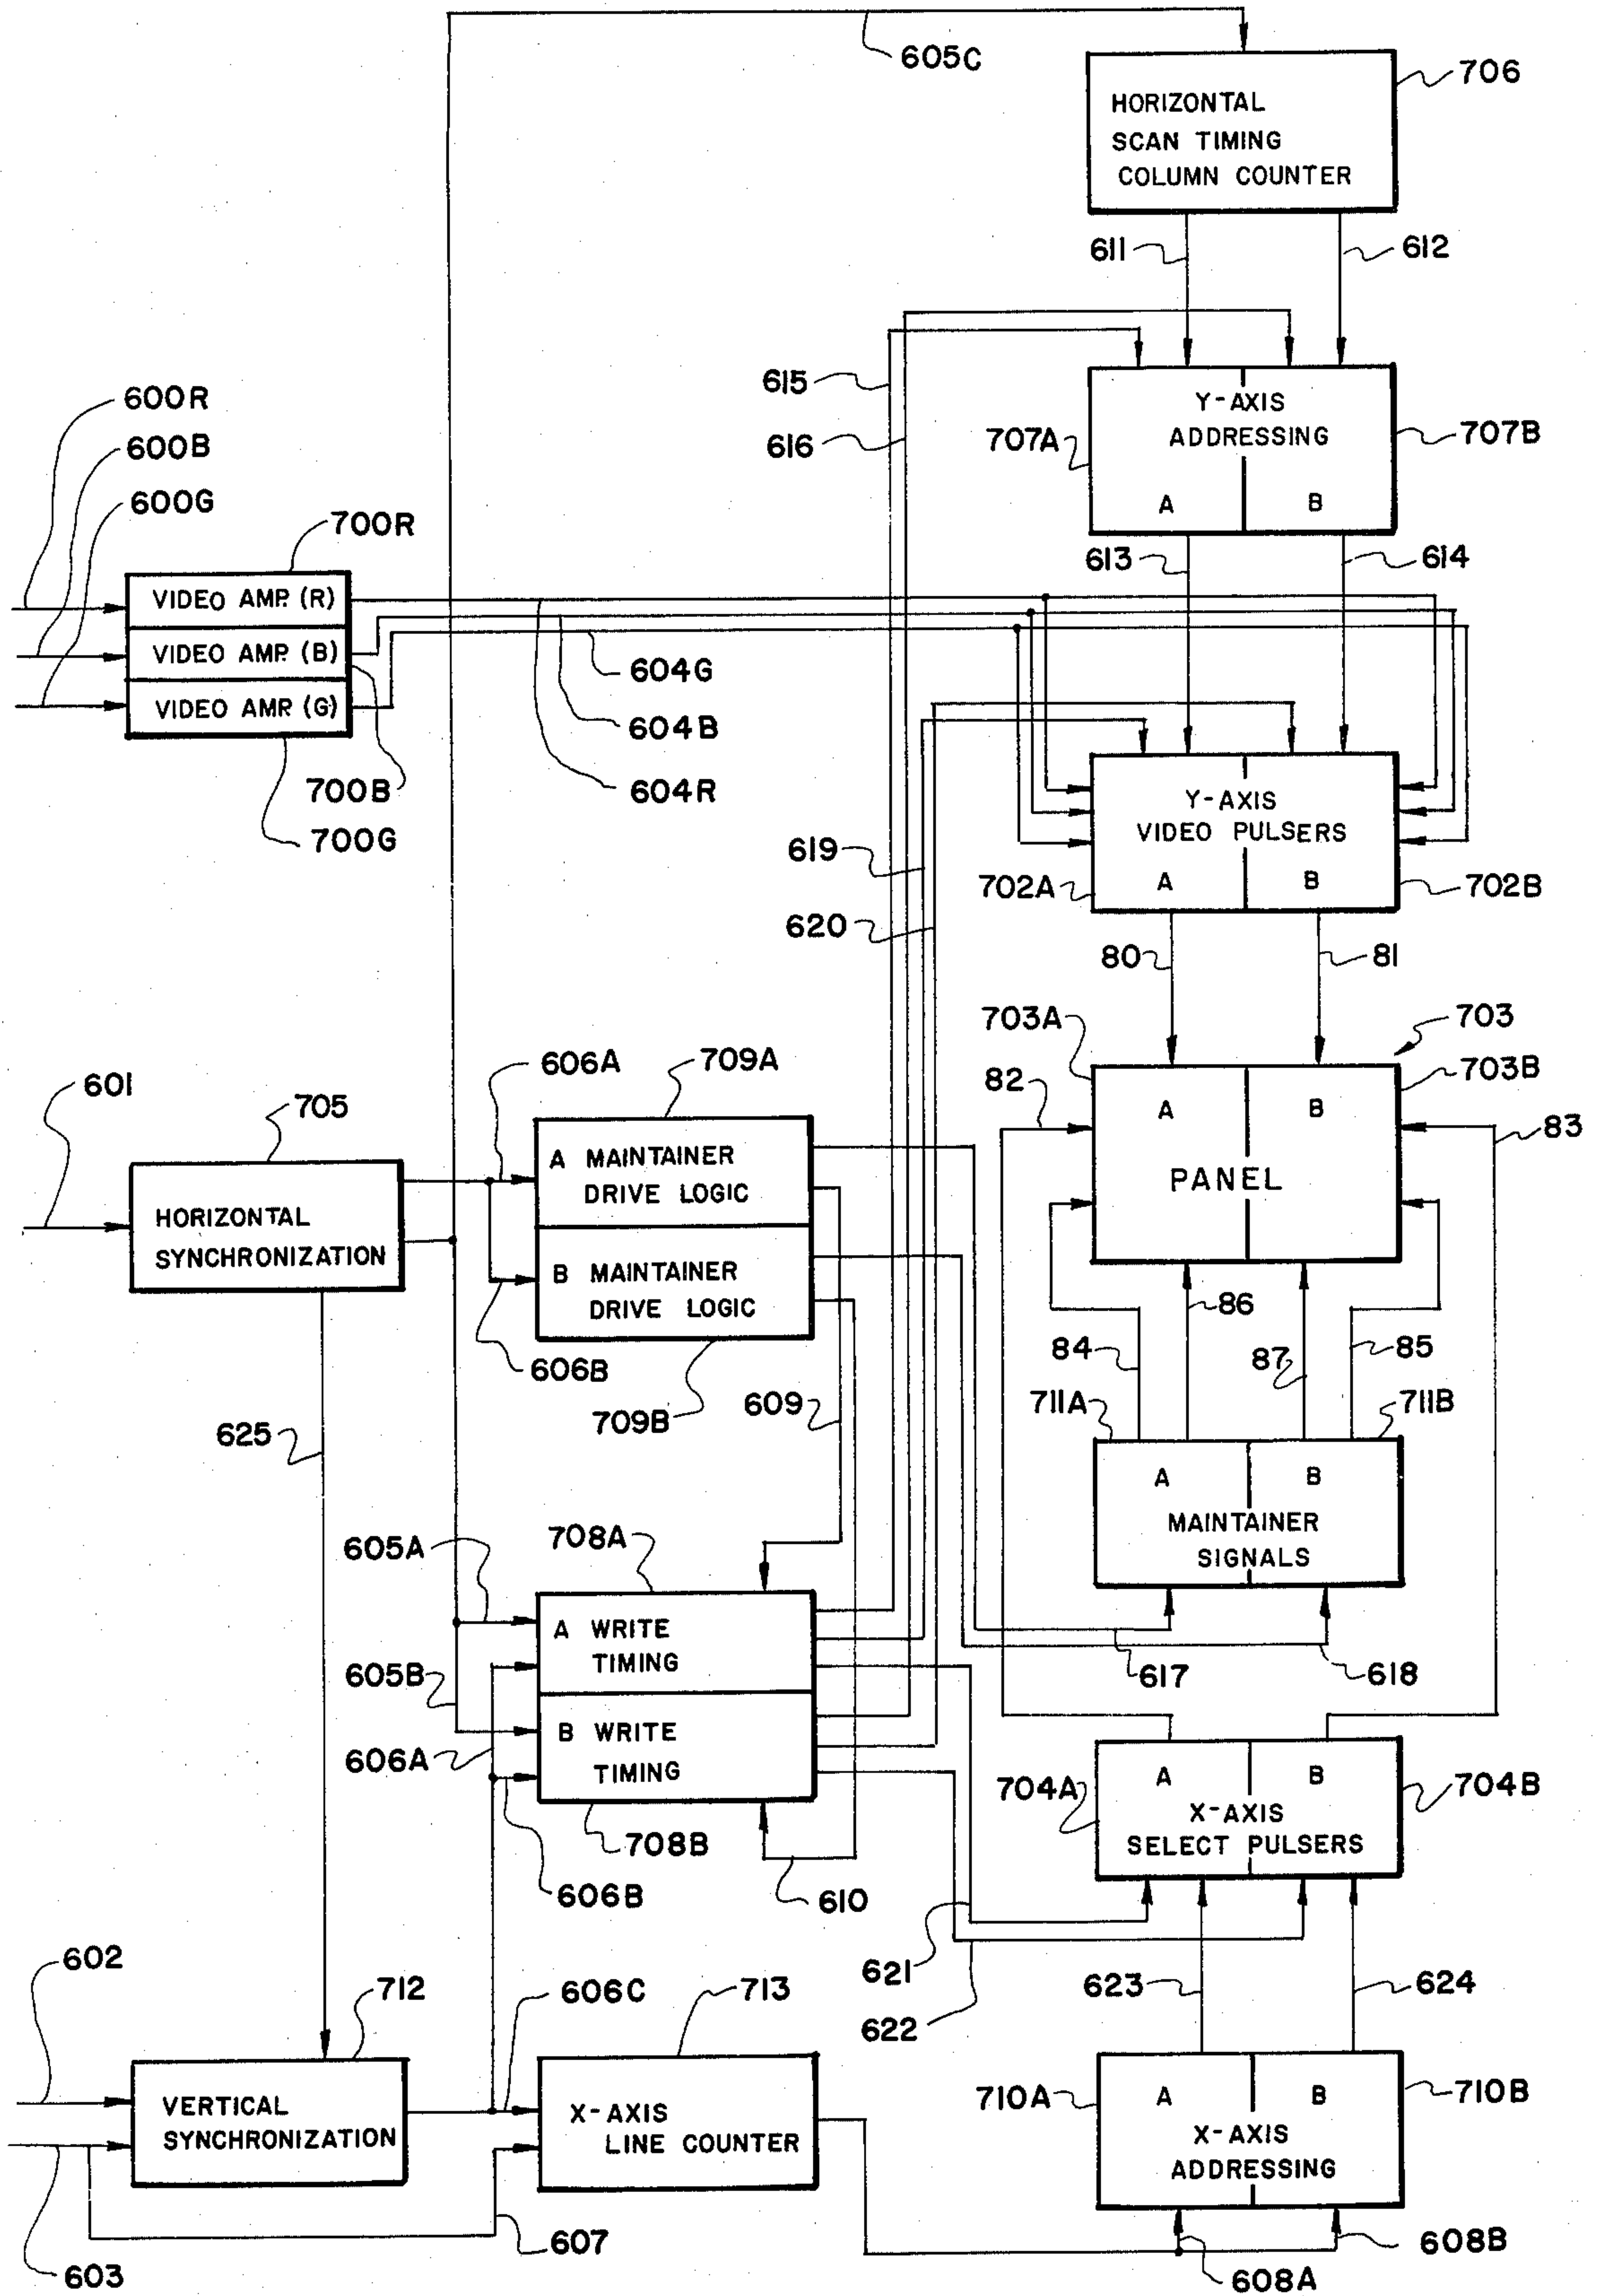 605C
706
HORIZONTAL
SCAN TIMING
COLUMN COUNTER
611
612
615
616
600R
600B
600G
Y-AXIS
ADDRESSING
A
B
707A
707B
613
614
700R
VIDEO AMP. (R)
VIDEO AMP. (B)
VIDEO AMP. (G)
604G
604B
604R
700B
700G
Y-AXIS
VIDEO PULSERS
A
B
702A
702B
619
620
80
81
703A
703
703B
82
83
A
B
PANEL
601
705
606A
709A
HORIZONTAL
SYNCHRONIZATION
A MAINTAINER
DRIVE LOGIC
B MAINTAINER
DRIVE LOGIC
606B
709B
609
86
84
87
85
711A
711B
625
A
B
MAINTAINER
SIGNALS
605A
708A
A WRITE
TIMING
B WRITE
TIMING
605B
606A
617
618
708B
606B
610
704A
704B
A
B
X-AXIS
SELECT PULSERS
621
622
623
624
602
712
606C
713
VERTICAL
SYNCHRONIZATION
X-AXIS
LINE COUNTER
710A
710B
A
B
X-AXIS
ADDRESSING
603
607
608A
608B